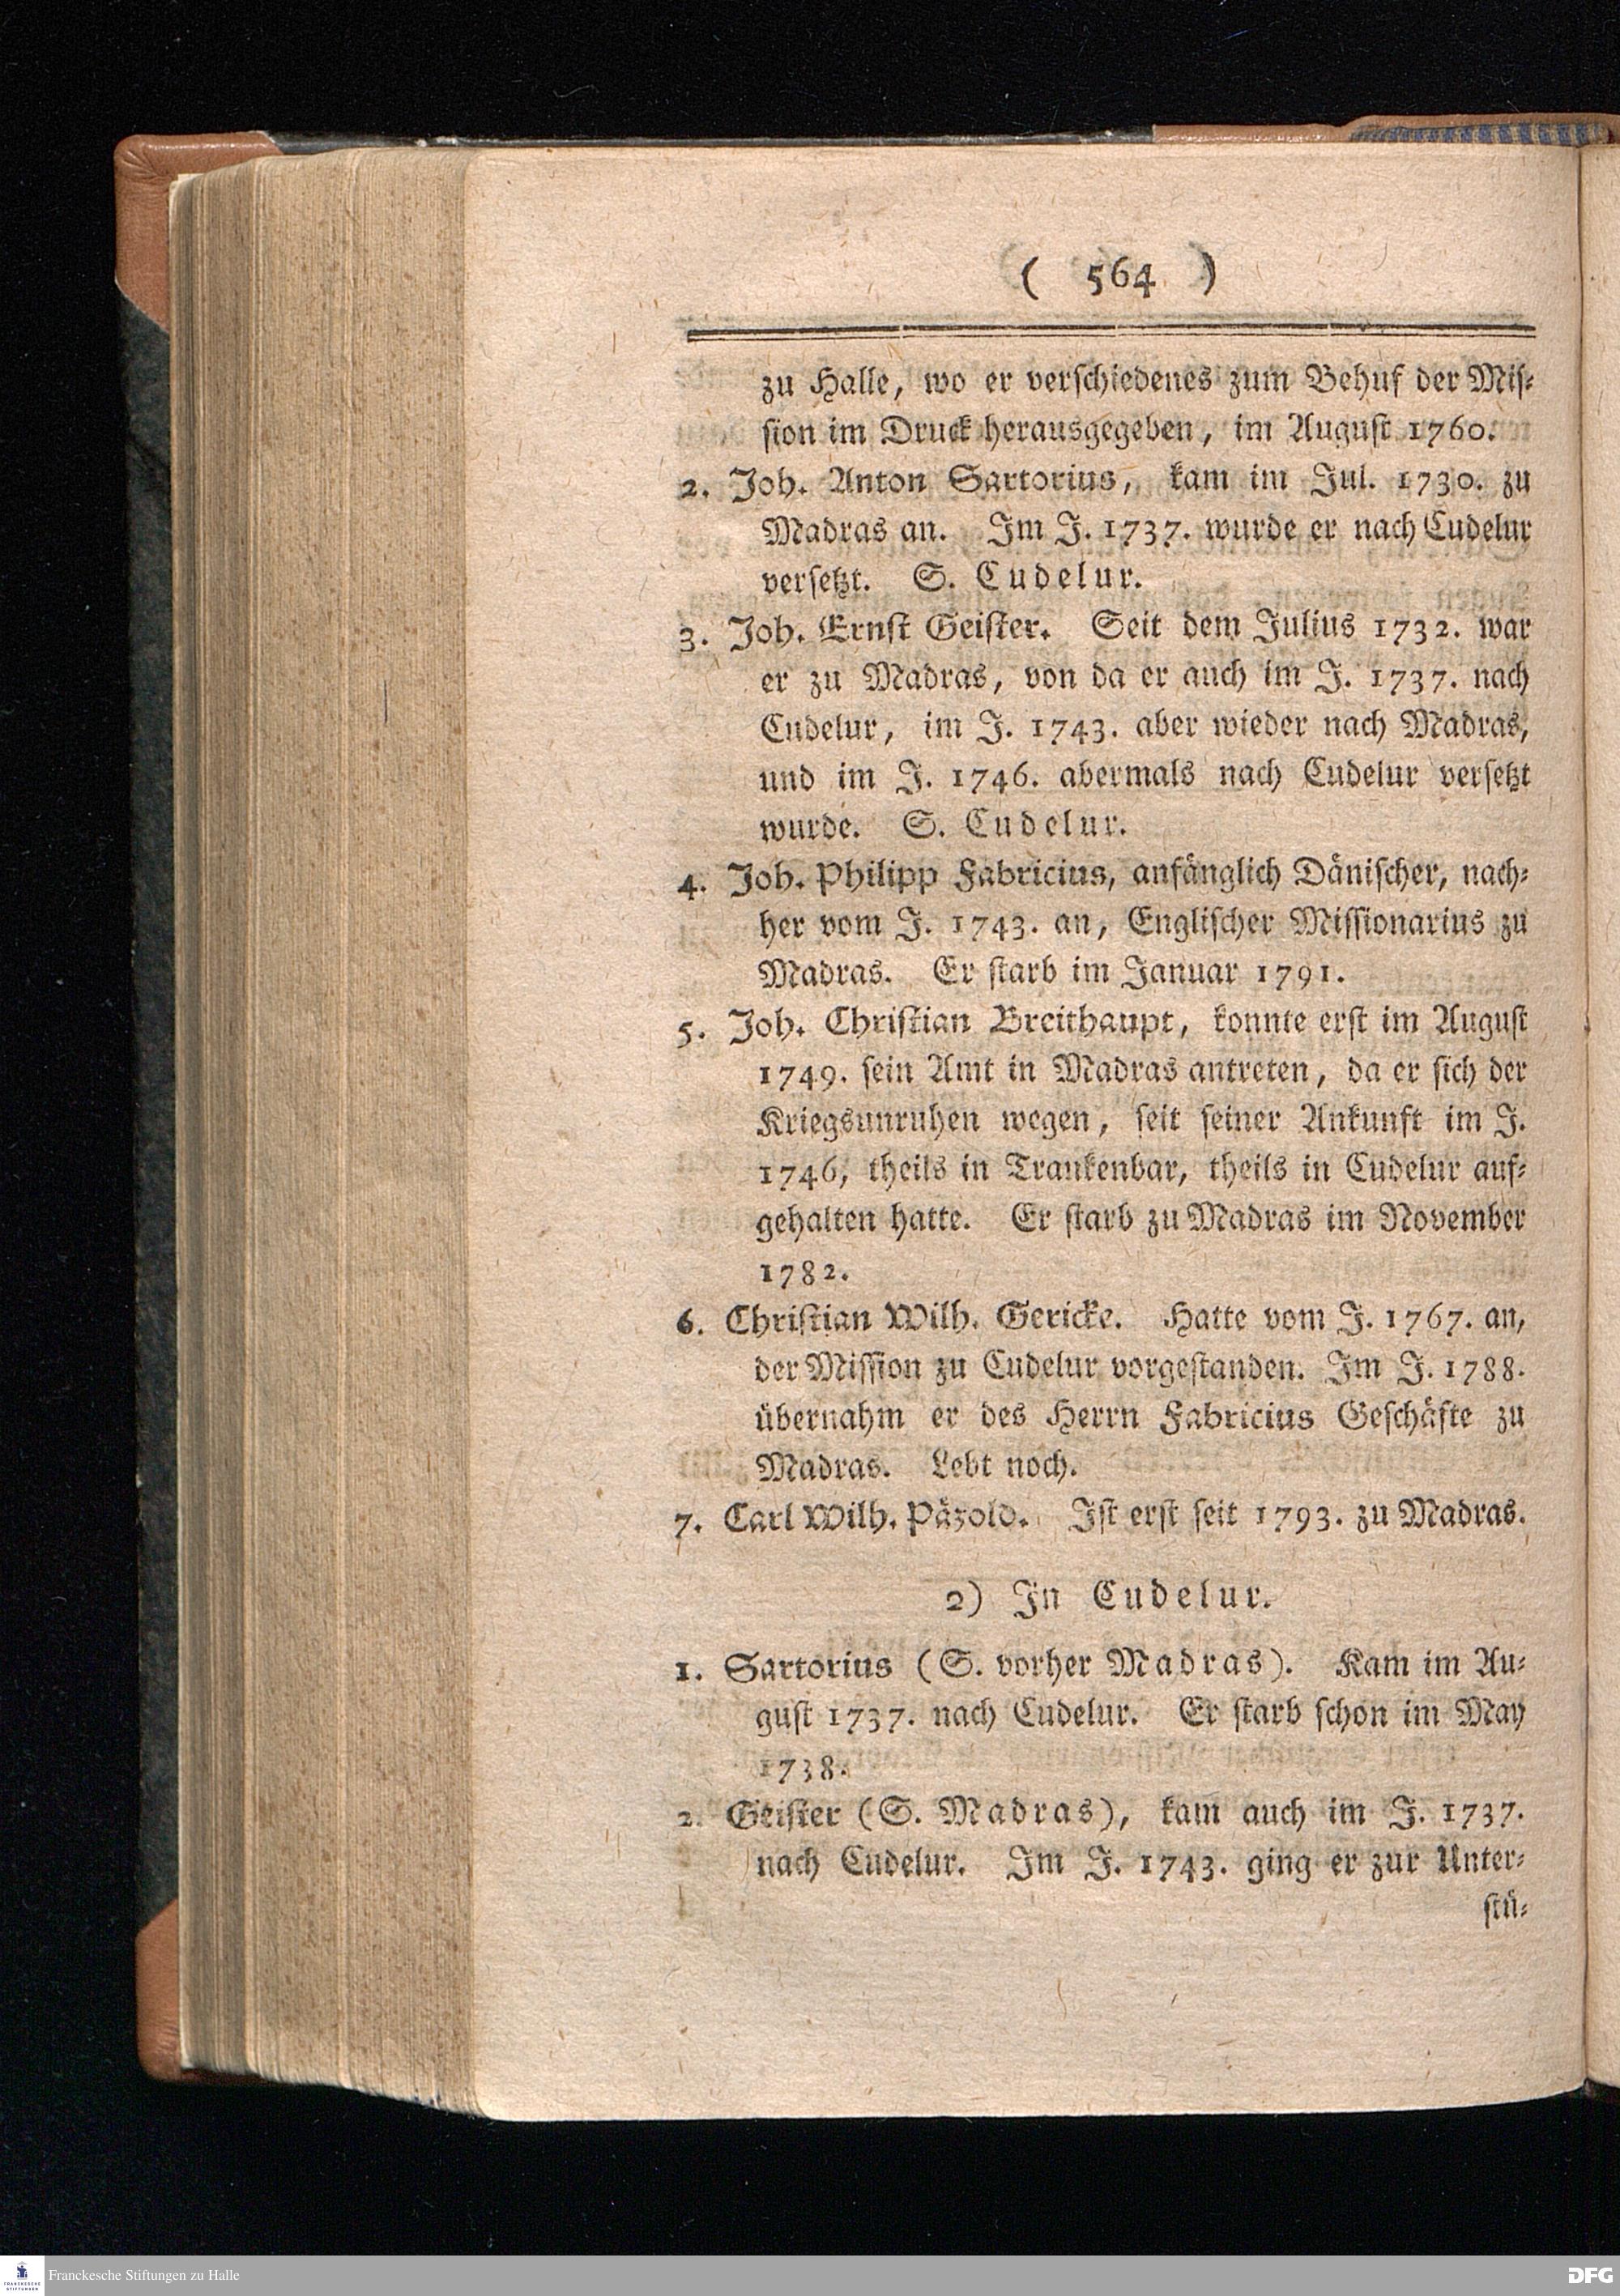 ( 564 )
zu Halle, wo er verschiedenes zum Behuf der Mis-
sion im Druck herausgegeben, im August 1760.
2. Joh. Anton Sartorius, kam im Jul. 1730. zu
Madras an. Im J. 1737. wurde er nach Cudelur
versetzt. S. Cudelur.
3. Joh. Ernst Geister. Seit dem Julius 1732. war
er zu Madras, von da er auch im J. 1737. nach
Cudelur, im J. 1743. aber wieder nach Madras,
und im J. 1746. abermals nach Cudelur versetzt
wurde. S. Cudelur.
4. Joh. Philipp Fabricius, anfänglich Dänischer, nach-
her vom J. 1743. an, Englischer Missionarius zu
Madras. Er starb im Januar 1791.
5. Joh. Christian Breithaupt, konnte erst im August
1749. sein Amt in Madras antreten, da er sich der
Kriegsunruhen wegen, seit seiner Ankunft im J.
1746, theils in Trankenbar, theils in Cudelur auf-
gehalten hatte. Er starb zu Madras im November
1782.
6. Christian Wilh. Gericke. Hatte vom J. 1767. an,
der Mission zu Cudelur vorgestanden. Im J. 1788.
übernahm er des Herrn Fabricius Geschäfte zu
Madras. Lebt noch.
7. Carl Wilh. Päzold. Ist erst seit 1793. zu Madras.
2) In Cudelur.
1. Sartorius (S. vorher Madras). Kam im Au-
gust 1737. nach Cudelur. Er starb schon im May
1738.
2. Geister (S. Madras), kam auch im J. 1737.
nach Cudelur. Im J. 1743. ging er zur Unter-
stü-
FRANCKESCHE STIFTUNGEN
Franckesche Stiftungen zu Halle
DFG